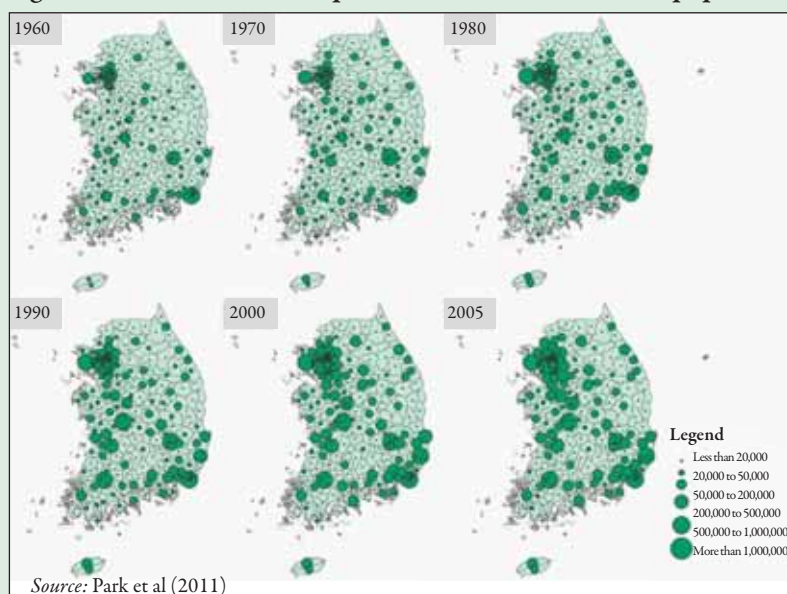 1960
1970
1980
1990
2000
2005
Legend
Less than 20,000
20,000 to 50,000
50,000 to 200,000
200,000 to 500,000
500,000 to 1,000,000
More than 1,000,000
Source: Park et al (2011)